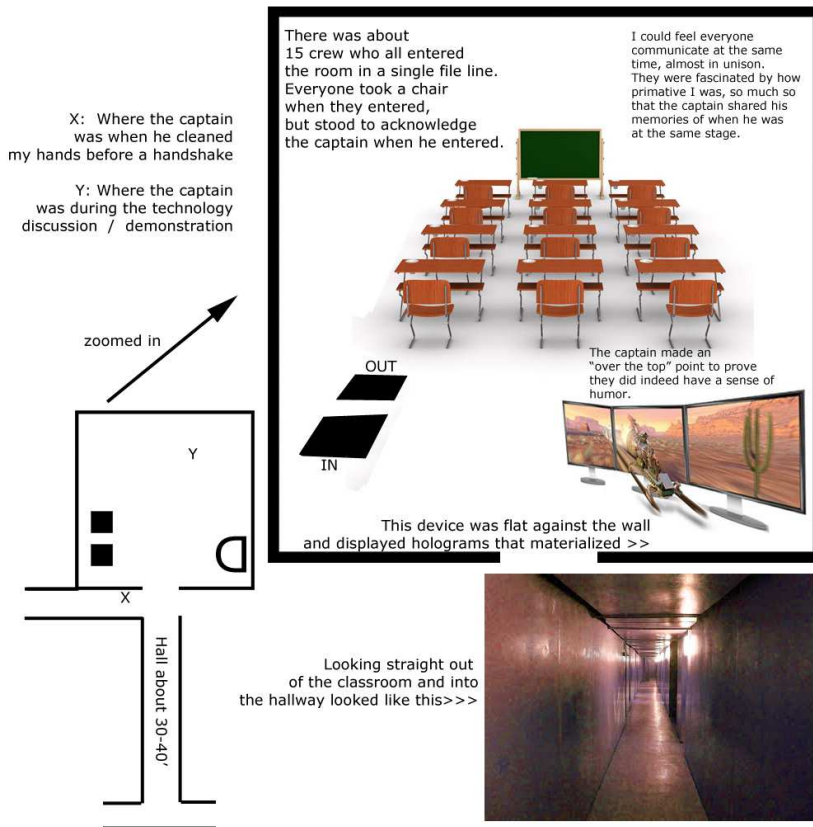 There was about
15 crew who all entered
the room in a single file line.
Everyone took a chair
when they entered,
but stood to acknowledge
the captain when he entered.
I could feel everyone
communicate at the same
time, almost in unison.
They were fascinated by how
primative I was, so much so
that the captain shared his
memories of when he was
at the same stage.
X: Where the captain
was when he cleaned
my hands before a handshake
Y: Where the captain
was during the technology
discussion / demonstration
zoomed in
OUT
IN
The captain made an
"over the top" point to prove
they did indeed have a sense of
humor.
This device was flat against the wall
and displayed holograms that materialized >>
Y
X
Hall about 30-40'
Looking straight out
of the classroom and into
the hallway looked like this>>>